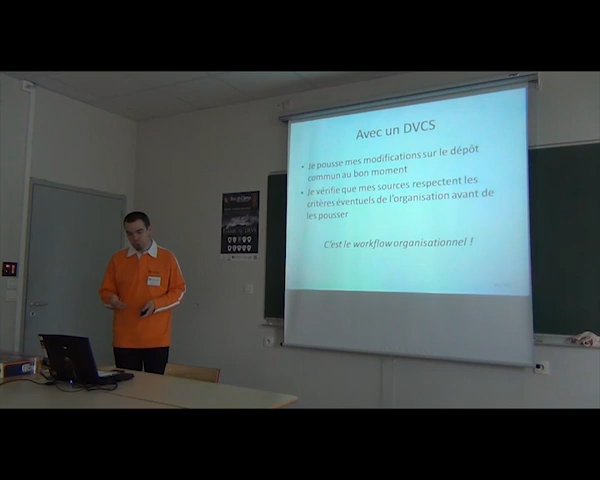 Avec un DVCS
• Je pousse mes modifications sur le dépôt
commun au bon moment
• Je vérifie que mes sources respectent les
critères éventuels de l'organisation avant de
les pousser
C'est le workflow organisationnel !